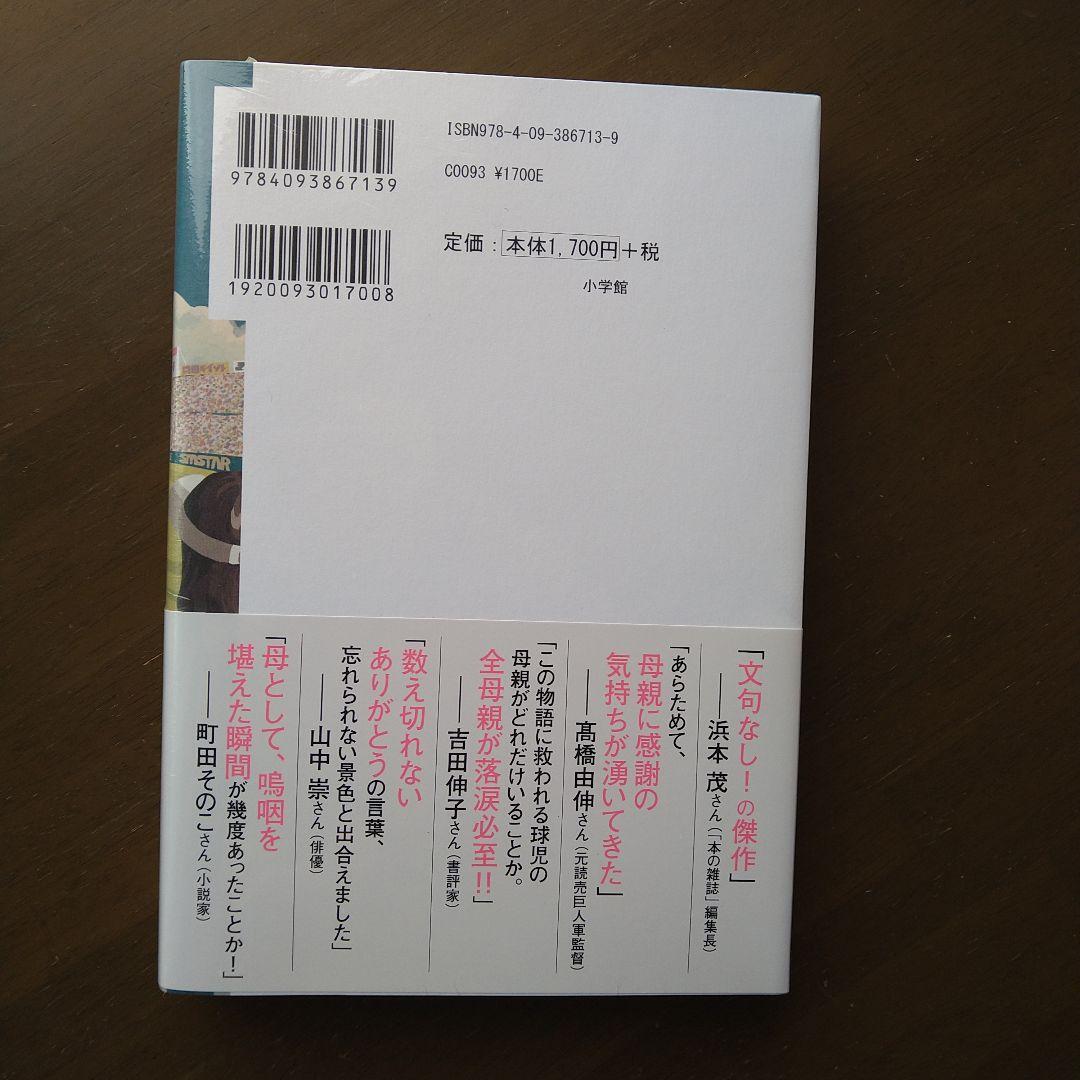 ISBN978-4-09-386713-9
9784093867139
C0093 ¥1700E
定価：本体1,700円＋税
1920093017008
小学館
「文句なし！の傑作」
――浜本 茂さん（「本の雑誌」編集長）
「あらためて、
母親に感謝の
気持ちが湧いてきた」
――髙橋由伸さん（元読売巨人軍監督）
「この物語に救われる球児の
母親がどれだけいることか。
全母親が落涙必至!!」
――吉田伸子さん（書評家）
「数え切れない
ありがとうの言葉、
忘れられない景色と出合えました」
――山中 崇さん（俳優）
「母として、嗚咽を
堪えた瞬間が幾度あったことか！」
――町田そのこさん（小説家）